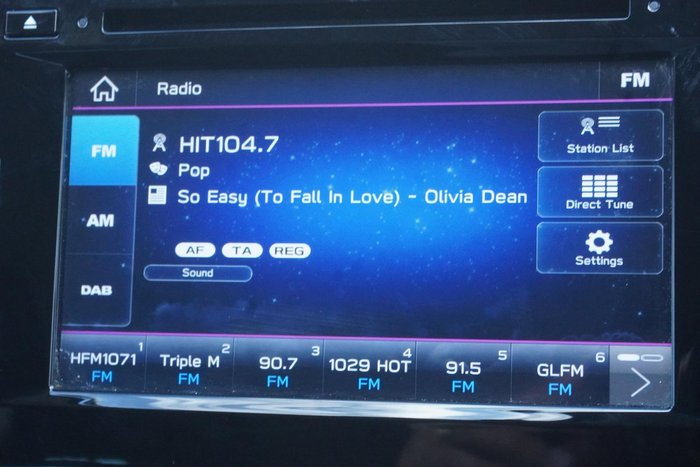 Radio
FM
FM
AM
DAB
HIT104.7
Pop
So Easy (To Fall In Love) - Olivia Dean
AF TA REG
Sound
Station List
Direct Tune
Settings
HFM1071 1
FM
Triple M 2
FM
90.7 3
FM
1029 HOT 4
FM
91.5 5
FM
GLFM 6
FM